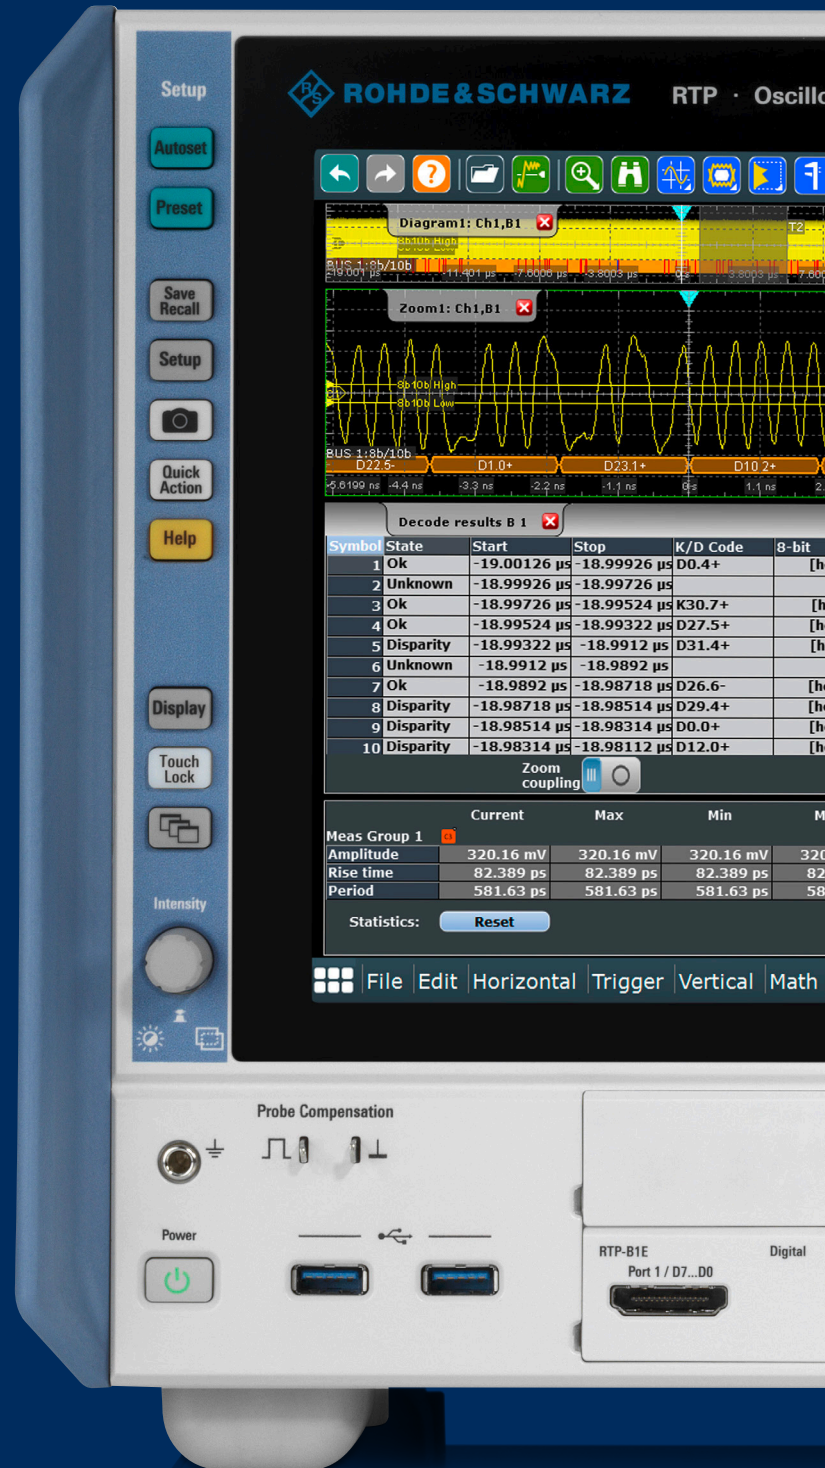 Setup
Autoset
Preset
Save
Recall
Setup
Quick
Action
Help
Display
Touch
Lock
Intensity
R/S ROHDE&SCHWARZ RTP · Oscillo
Diagram1: Ch1,B1
T2
8b10b High
BUS 1:8b/10b
-19.001 µs -11.401 µs -7.6006 µs -3.8003 µs 0 s 3.8003 µs 7.600
Zoom1: Ch1,B1
8b10b High
8b10b Low
BUS 1:8b/10b
D22.5- D1.0+ D23.1+ D10.2+
-5.6199 ns -4.4 ns -3.3 ns -2.2 ns -1.1 ns 0 s 1.1 ns 2.
Decode results B 1
Symbol State Start Stop K/D Code 8-bit
1 Ok -19.00126 µs -18.99926 µs D0.4+ [h
2 Unknown -18.99926 µs -18.99726 µs
3 Ok -18.99726 µs -18.99524 µs K30.7+ [h
4 Ok -18.99524 µs -18.99322 µs D27.5+ [h
5 Disparity -18.99322 µs -18.9912 µs D31.4+ [h
6 Unknown -18.9912 µs -18.9892 µs
7 Ok -18.9892 µs -18.98718 µs D26.6- [h
8 Disparity -18.98718 µs -18.98514 µs D29.4+ [h
9 Disparity -18.98514 µs -18.98314 µs D0.0+ [h
10 Disparity -18.98314 µs -18.98112 µs D12.0+ [h
Zoom
coupling
Current Max Min M
Meas Group 1 C3
Amplitude 320.16 mV 320.16 mV 320.16 mV 320
Rise time 82.389 ps 82.389 ps 82.389 ps 82
Period 581.63 ps 581.63 ps 581.63 ps 58
Statistics: Reset
File Edit Horizontal Trigger Vertical Math
Probe Compensation
Power
RTP-B1E Digital
Port 1 / D7...D0